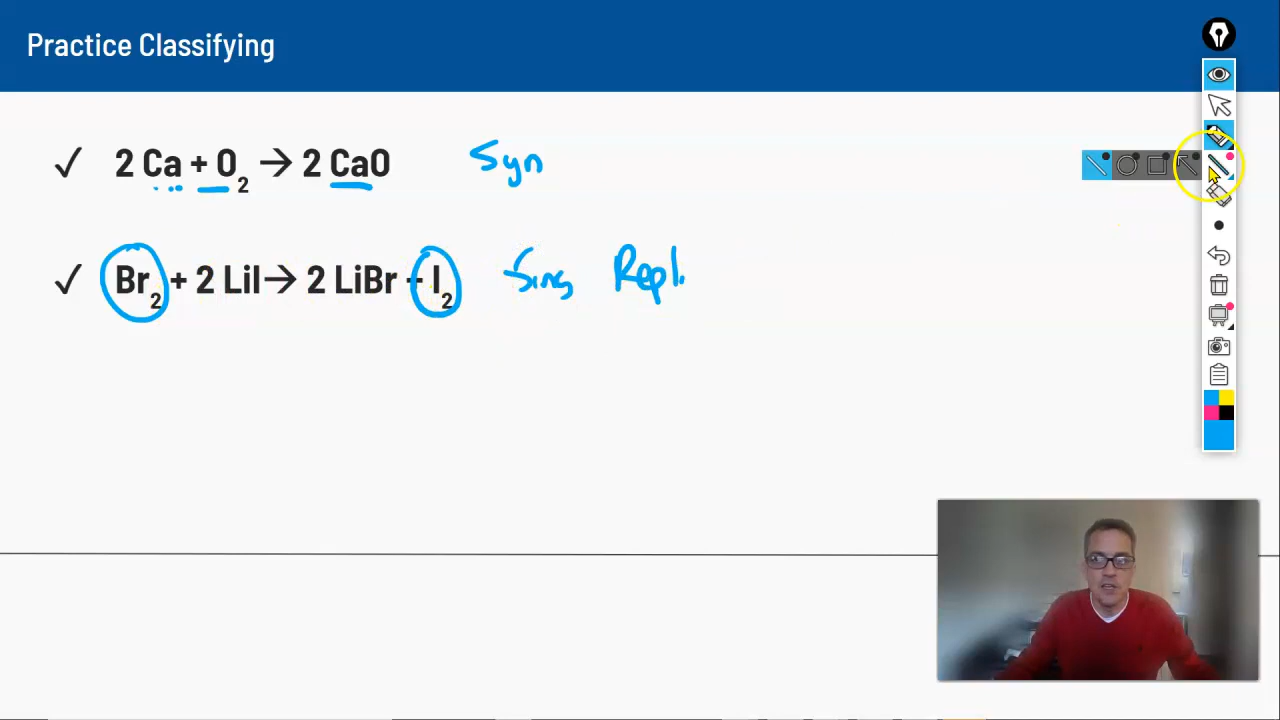 Practice Classifying
✓ 2 Ca + O2 → 2 CaO Syn
✓ Br2 + 2 LiI → 2 LiBr + I2 Sing Repl.